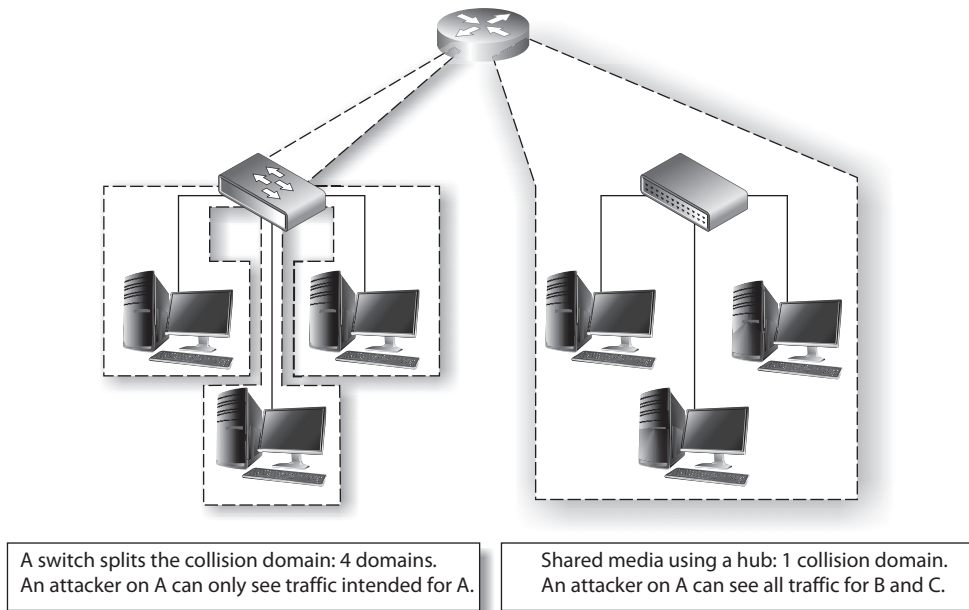 A switch splits the collision domain: 4 domains.
An attacker on A can only see traffic intended for A.
Shared media using a hub: 1 collision domain.
An attacker on A can see all traffic for B and C.